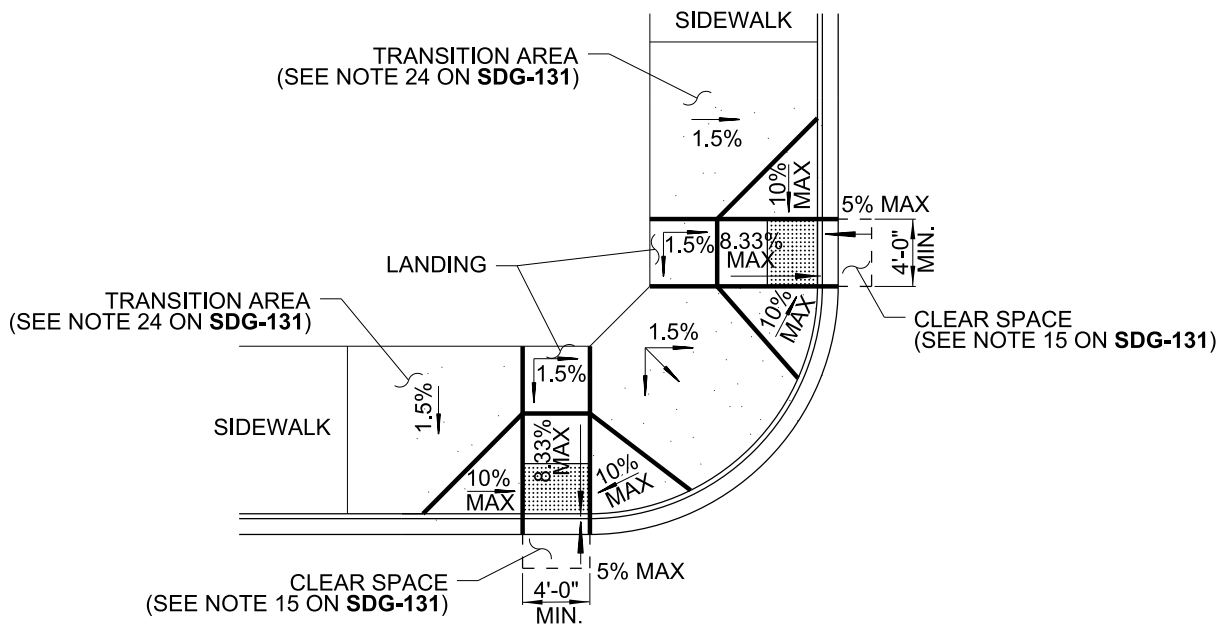 SIDEWALK
TRANSITION AREA
(SEE NOTE 24 ON SDG-131)
1.5%
10%
MAX
5% MAX
1.5%
8.33%
MAX
4'-0"
MIN.
LANDING
10%
MAX
TRANSITION AREA
(SEE NOTE 24 ON SDG-131)
CLEAR SPACE
(SEE NOTE 15 ON SDG-131)
1.5%
1.5%
1.5%
SIDEWALK
8.33%
MAX
10%
MAX
10%
MAX
CLEAR SPACE
(SEE NOTE 15 ON SDG-131)
5% MAX
4'-0"
MIN.